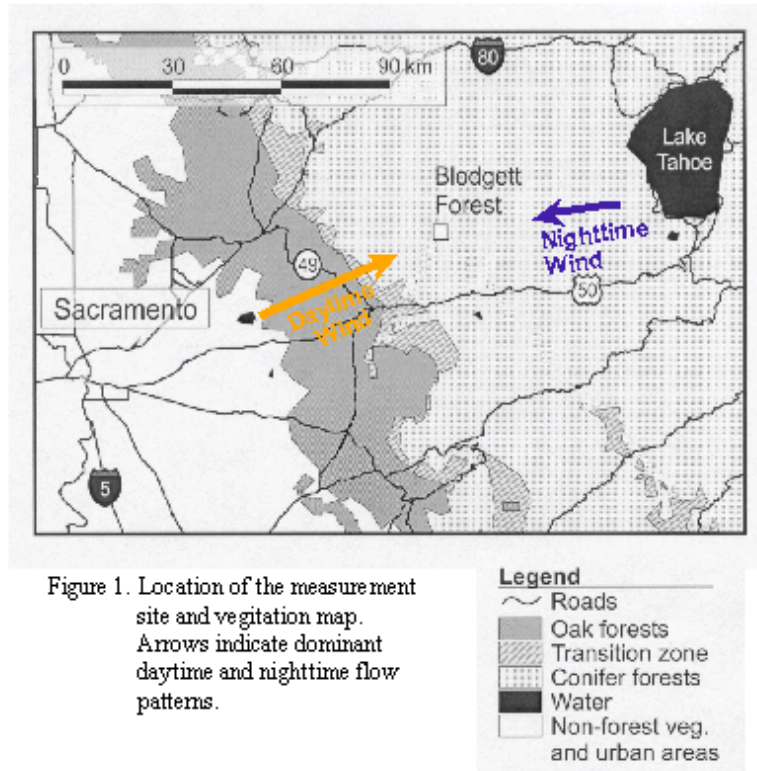 0 30 60 90 km
80
Lake
Tahoe
Blodgett
Forest
Nighttime
Wind
49
Daytime
Wind
50
Sacramento
5
Figure 1. Location of the measurement
site and vegitation map.
Arrows indicate dominant
daytime and nighttime flow
patterns.
Legend
Roads
Oak forests
Transition zone
Conifer forests
Water
Non-forest veg.
and urban areas